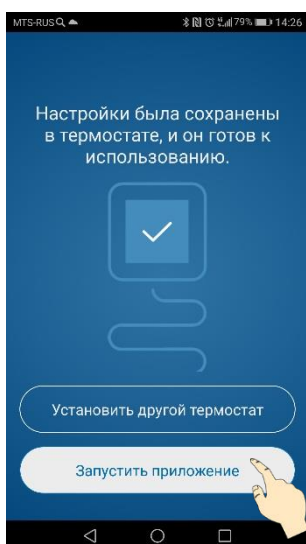 MTS-RUS 79% 14:26
Настройки была сохранены
в термостате, и он готов к
использованию.
Установить другой термостат
Запустить приложение